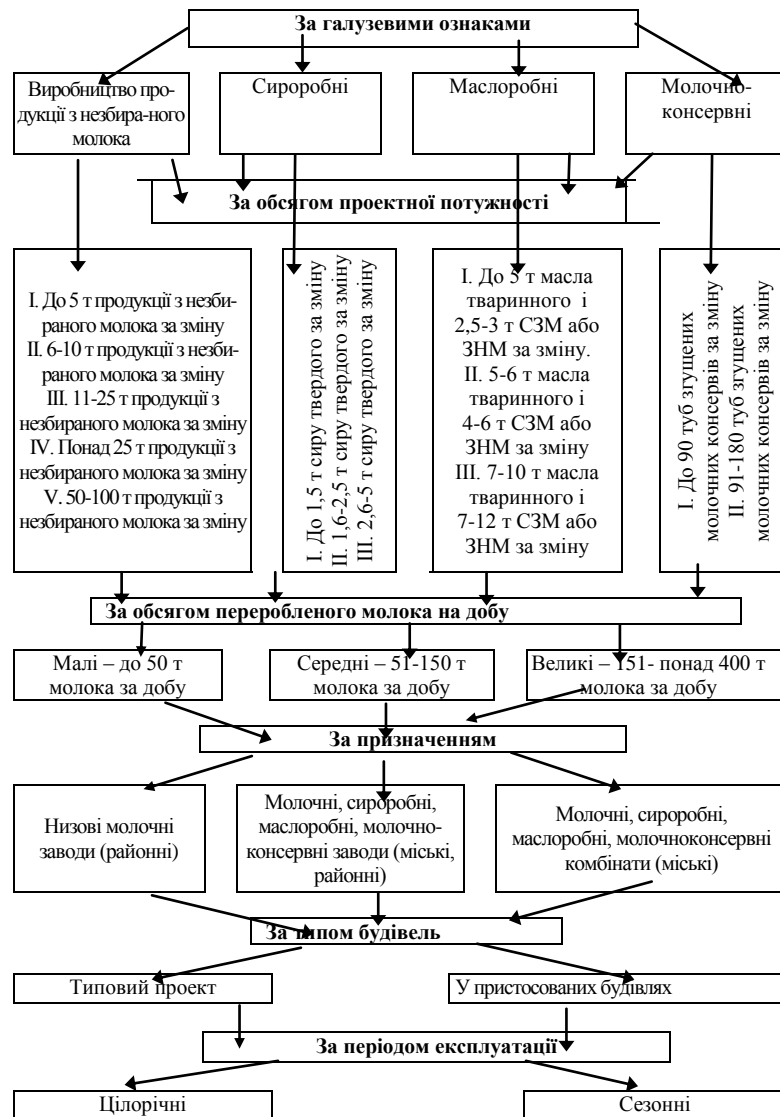 За галузевими ознаками
Виробництво про-
дукції з незбира-ного
молока
Сироробні
Маслоробні
Молочно-
консервні
За обсягом проектної потужності
I. До 5 т продукції з незби-
раного молока за зміну
II. 6-10 т продукції з незби-
раного молока за зміну
III. 11-25 т продукції з
незбираного молока за зміну
IV. Понад 25 т продукції з
незбираного молока за зміну
V. 50-100 т продукції з
незбираного молока за зміну
I. До 1,5 т сиру твердого за зміну
II. 1,6-2,5 т сиру твердого за зміну
III. 2,6-5 т сиру твердого за зміну
I. До 5 т масла
тваринного і
2,5-3 т СЗМ або
ЗНМ за зміну.
II. 5-6 т масла
тваринного і
4-6 т СЗМ або
ЗНМ за зміну
III. 7-10 т масла
тваринного і
7-12 т СЗМ або
ЗНМ за зміну
I. До 90 туб згущених
молочних консервів за зміну
II. 91-180 туб згущених
молочних консервів за зміну
За обсягом переробленого молока на добу
Малі – до 50 т
молока за добу
Середні – 51-150 т
молока за добу
Великі – 151- понад 400 т
молока за добу
За призначенням
Низові молочні
заводи (районні)
Молочні, сироробні,
маслоробні, молочно-
консервні заводи (міські,
районні)
Молочні, сироробні,
маслоробні, молочноконсервні
комбінати (міські)
За типом будівель
Типовий проект
У пристосованих будівлях
За періодом експлуатації
Цілорічні
Сезонні